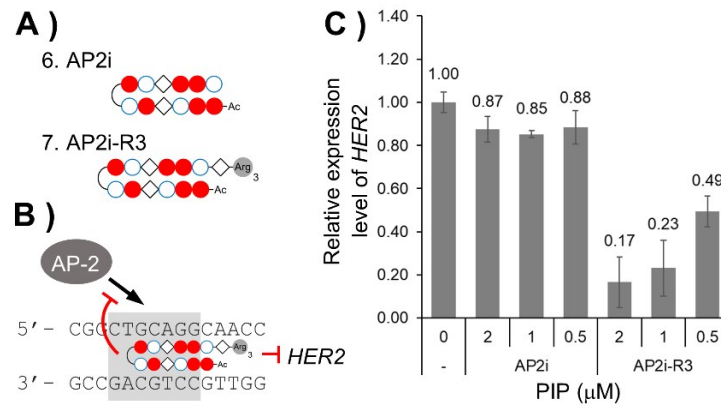 A )
6. AP2i
Ac
7. AP2i-R3
Arg 3
Ac
B )
AP-2
5′- CGGCTGCAGGCAACC
Arg 3
Ac
HER2
3′- GCCGACGTCCGTTGG
C )
Relative expression
level of HER2
1.40
1.20
1.00
0.80
0.60
0.40
0.20
0.00
1.00
0.87
0.85
0.88
0.17
0.23
0.49
0 2 1 0.5 2 1 0.5
- AP2i AP2i-R3
PIP (μM)